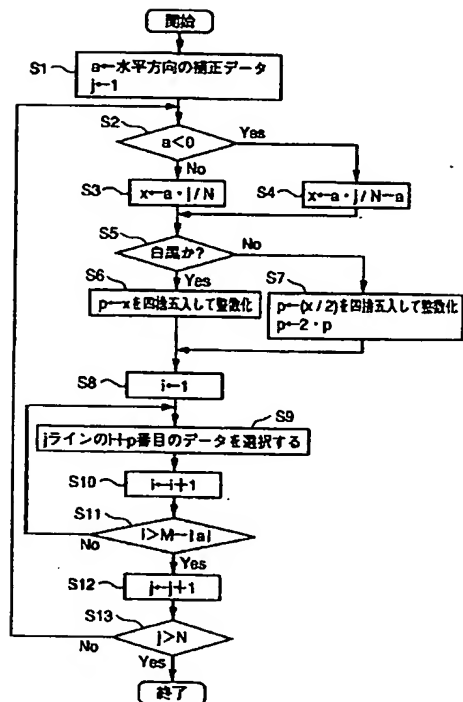 開始
S1
a←水平方向の補正データ
j←1
S2
a<0
Yes
No
S3
x←a・j/N
S4
x←a・j/N−a
S5
白黒か?
No
Yes
S6
p←xを四捨五入して整数化
S7
p←(x/2)を四捨五入して整数化
p←2・p
S8
i←1
S9
jラインのi+p番目のデータを選択する
S10
i←i+1
S11
i>M−|a|
No
Yes
S12
j←j+1
S13
j>N
No
Yes
終了